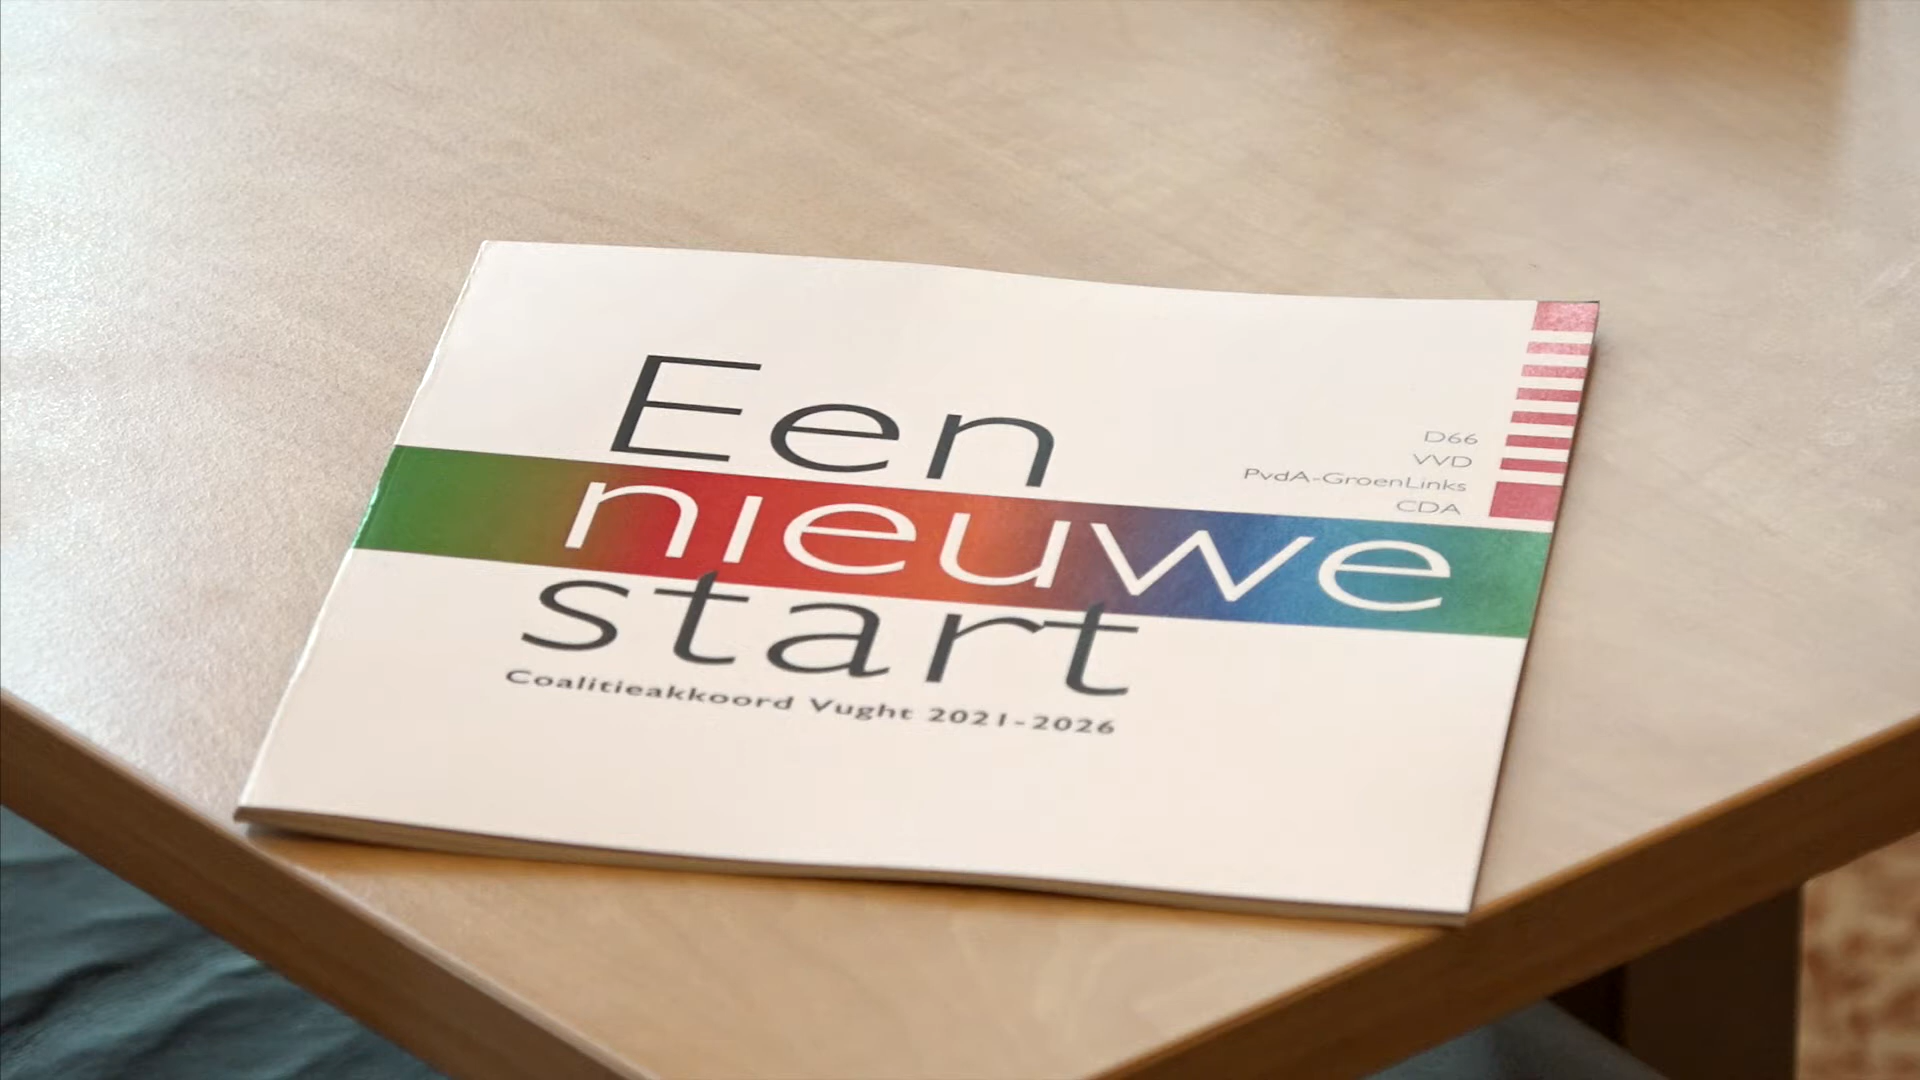 Een
nieuwe
start
Coalitieakkoord Vught 2021-2026
D66
VVD
PvdA-GroenLinks
CDA